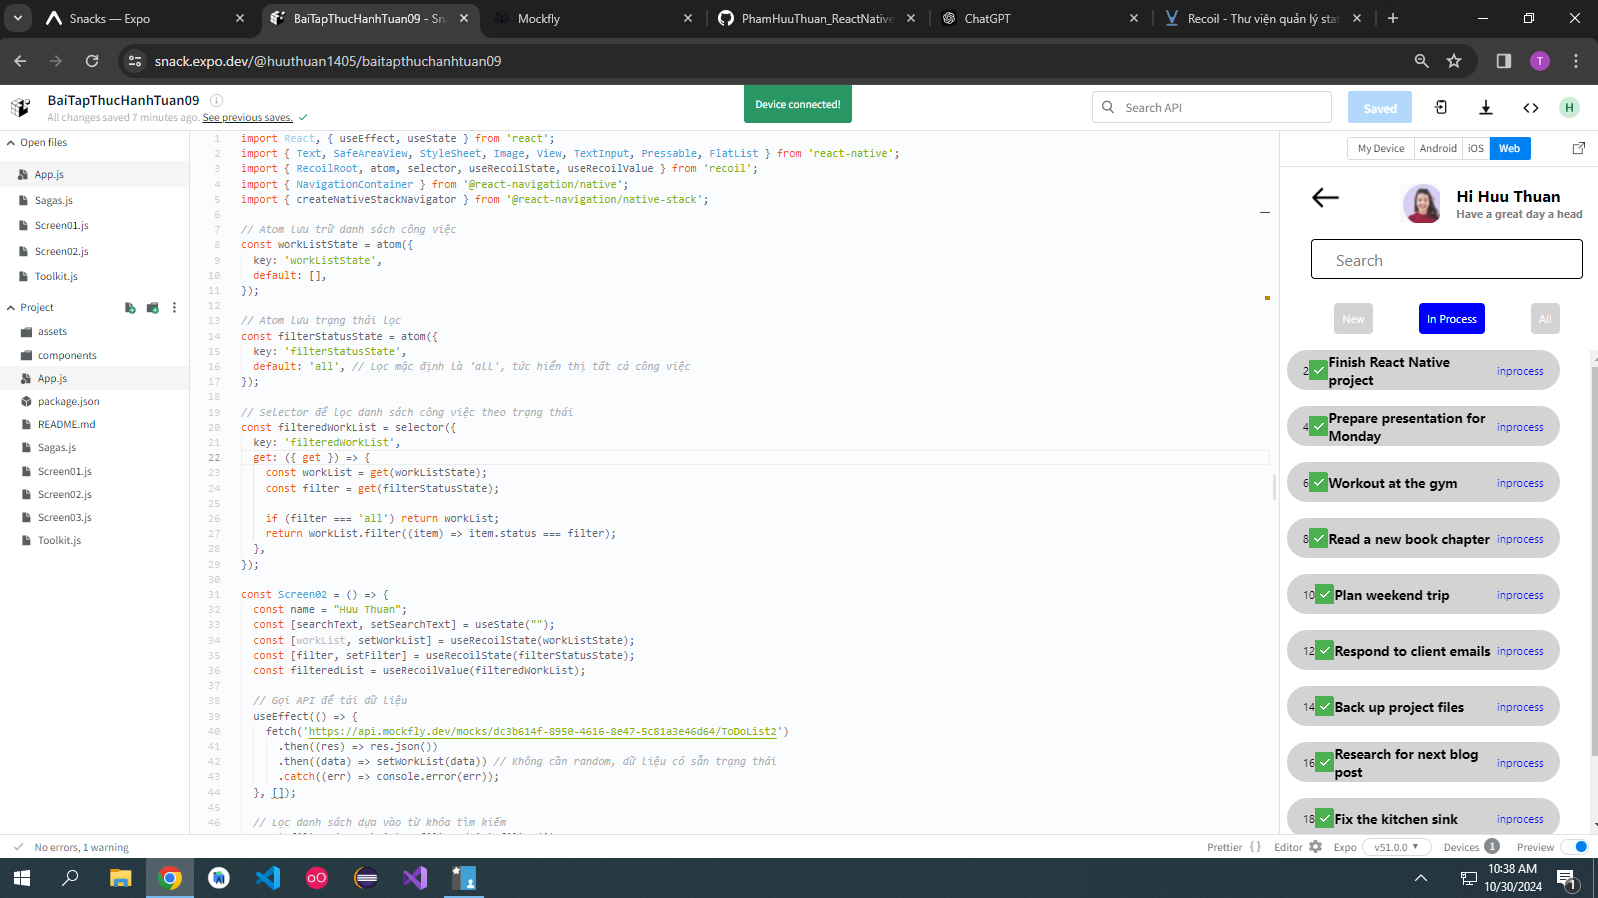 Snacks — Expo
BaiTapThucHanhTuan09 - Sna
Mockfly
PhamHuuThuan_ReactNative
ChatGPT
Recoil - Thư viện quản lý stat
snack.expo.dev/@huuthuan1405/baitapthuchanhtuan09
T
BaiTapThucHanhTuan09
All changes saved 7 minutes ago. See previous saves.
Device connected!
Search API
Saved
H
Open files
App.js
Sagas.js
Screen01.js
Screen02.js
Toolkit.js
Project
assets
components
App.js
package.json
README.md
Sagas.js
Screen01.js
Screen02.js
Screen03.js
Toolkit.js
1 import React, { useEffect, useState } from 'react';
2 import { Text, SafeAreaView, StyleSheet, Image, View, TextInput, Pressable, FlatList } from 'react-native';
3 import { RecoilRoot, atom, selector, useRecoilState, useRecoilValue } from 'recoil';
4 import { NavigationContainer } from '@react-navigation/native';
5 import { createNativeStackNavigator } from '@react-navigation/native-stack';
6
7 // Atom lưu trữ danh sách công việc
8 const workListState = atom({
9 key: 'workListState',
10 default: [],
11 });
12
13 // Atom lưu trạng thái lọc
14 const filterStatusState = atom({
15 key: 'filterStatusState',
16 default: 'all', // Lọc mặc định là 'all', tức hiển thị tất cả công việc
17 });
18
19 // Selector để lọc danh sách công việc theo trạng thái
20 const filteredWorkList = selector({
21 key: 'filteredWorkList',
22 get: ({ get }) => {
23 const workList = get(workListState);
24 const filter = get(filterStatusState);
25
26 if (filter === 'all') return workList;
27 return workList.filter((item) => item.status === filter);
28 },
29 });
30
31 const Screen02 = () => {
32 const name = "Huu Thuan";
33 const [searchText, setSearchText] = useState("");
34 const [workList, setWorkList] = useRecoilState(workListState);
35 const [filter, setFilter] = useRecoilState(filterStatusState);
36 const filteredList = useRecoilValue(filteredWorkList);
37
38 // Gọi API để tải dữ liệu
39 useEffect(() => {
40 fetch('https://api.mockfly.dev/mocks/dc3b614f-8950-4616-8e47-5c81a3e46d64/ToDoList2')
41 .then((res) => res.json())
42 .then((data) => setWorkList(data)) // Không cần random, dữ liệu có sẵn trạng thái
43 .catch((err) => console.error(err));
44 }, []);
45
46 // Lọc danh sách dựa vào từ khóa tìm kiếm
My Device Android iOS Web
Hi Huu Thuan
Have a great day a head
Search
New In Process All
2 Finish React Native project inprocess
4 Prepare presentation for Monday inprocess
6 Workout at the gym inprocess
8 Read a new book chapter inprocess
10 Plan weekend trip inprocess
12 Respond to client emails inprocess
14 Back up project files inprocess
16 Research for next blog post inprocess
18 Fix the kitchen sink inprocess
No errors, 1 warning
Prettier {} Editor Expo v51.0.0 Devices 1 Preview
10:38 AM
10/30/2024
1